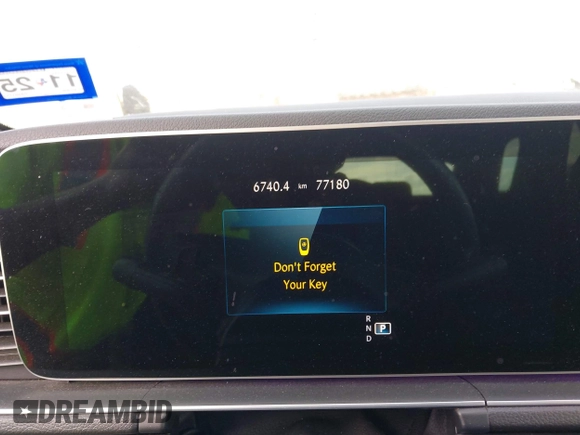 11 25
6740.4 km 77180
Don't Forget
Your Key
R
N P
D
DREAMBID